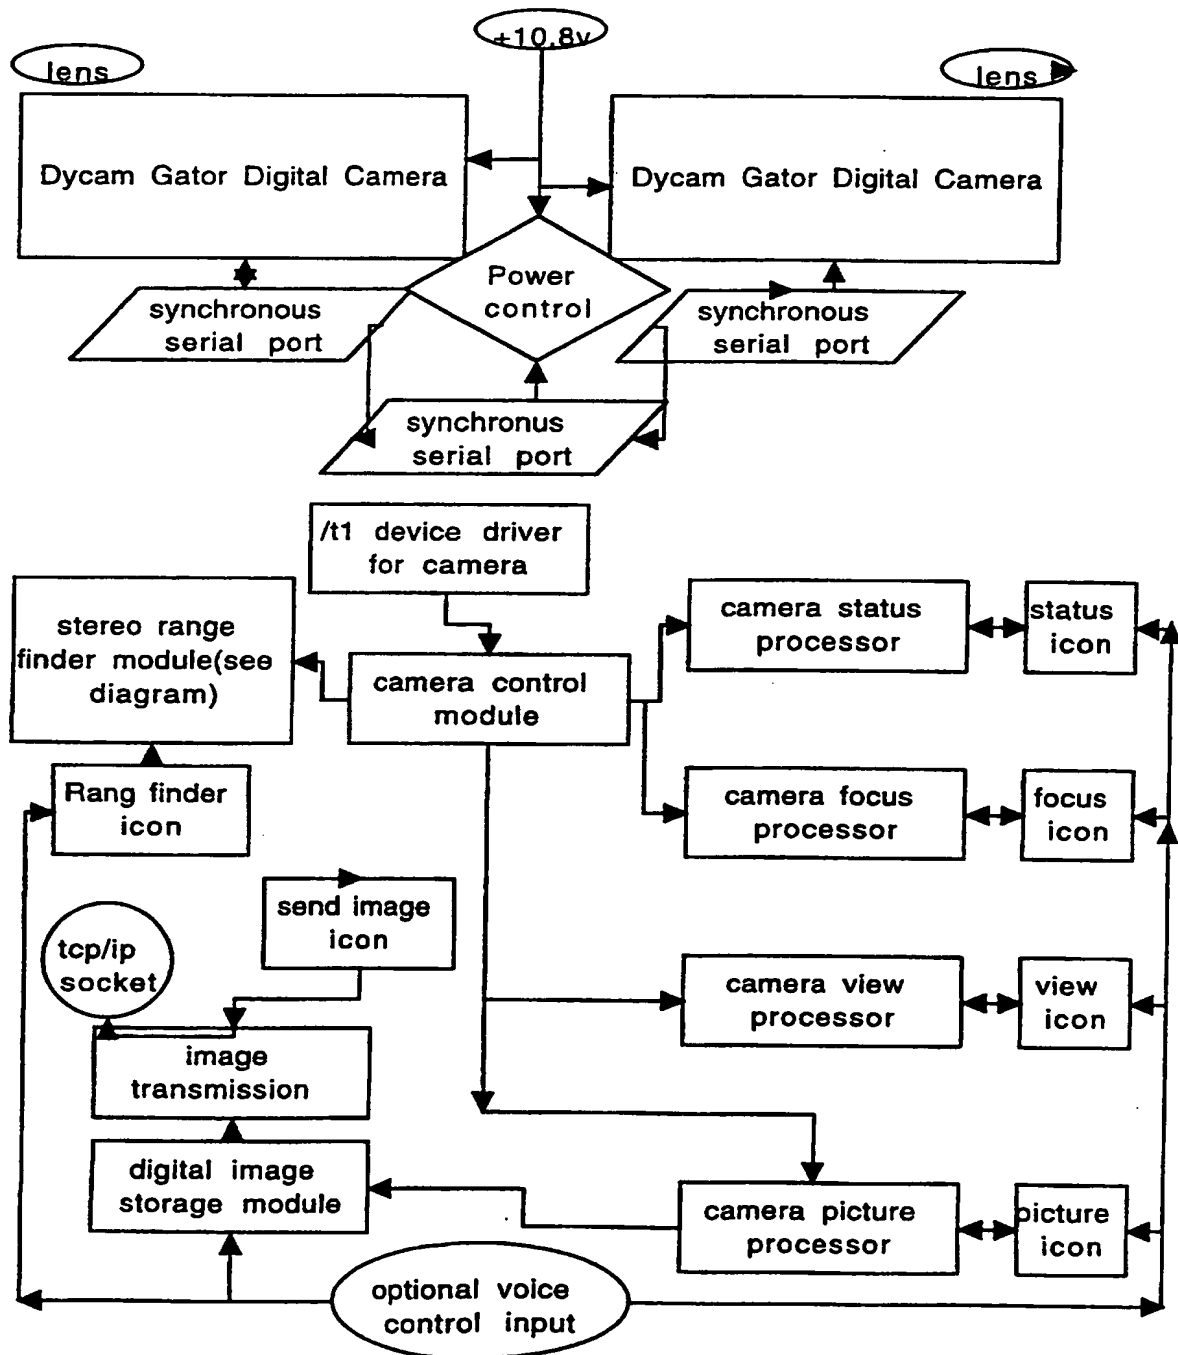 +10.8v
lens
lens
Dycam Gator Digital Camera
Dycam Gator Digital Camera
Power
control
synchronous
serial port
synchronous
serial port
synchronus
serial port
/t1 device driver
for camera
stereo range
finder module(see
diagram)
camera control
module
camera status
processor
status
icon
Rang finder
icon
camera focus
processor
focus
icon
send image
icon
tcp/ip
socket
camera view
processor
view
icon
image
transmission
digital image
storage module
camera picture
processor
picture
icon
optional voice
control input